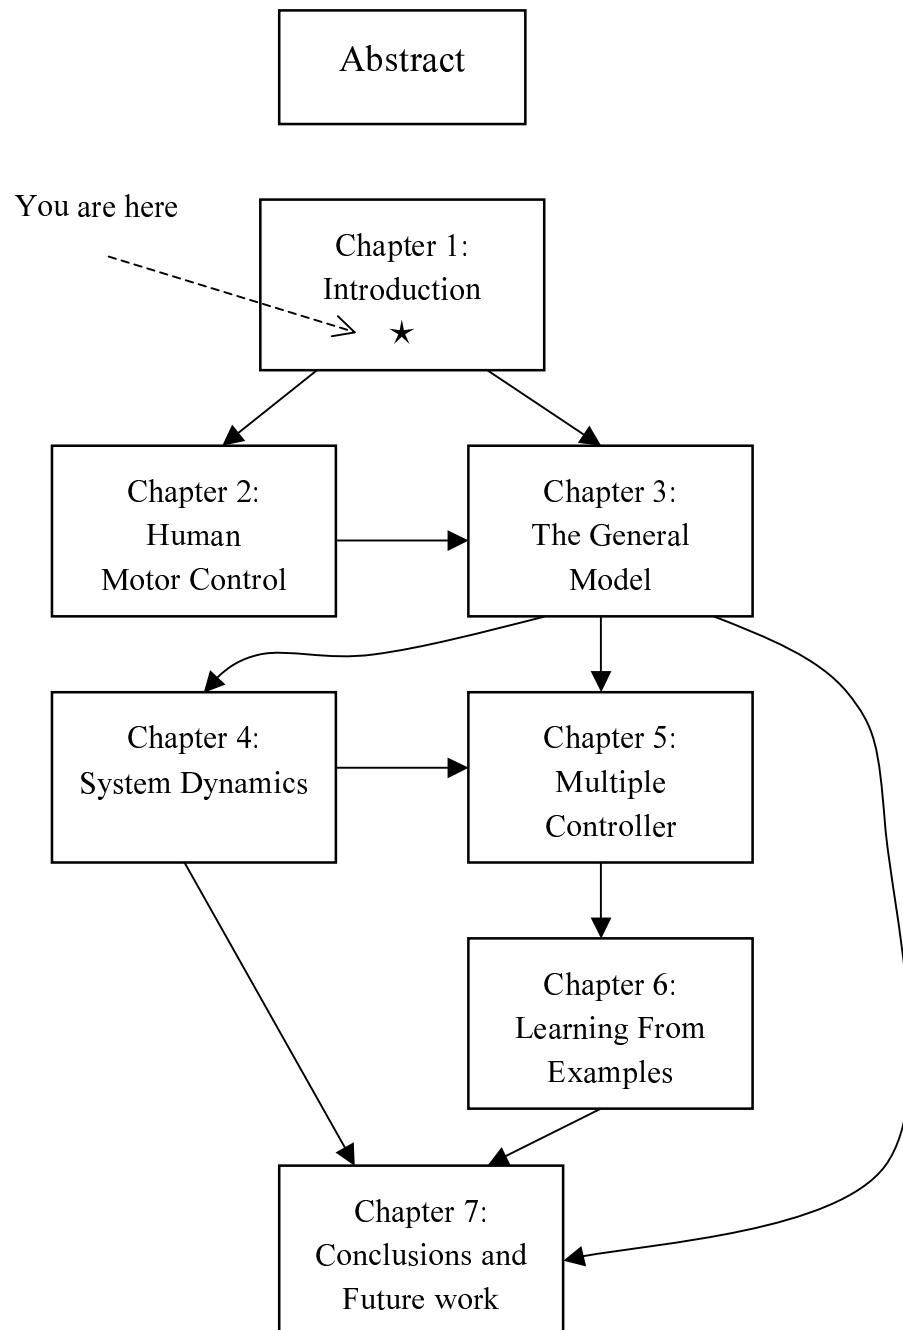 Abstract
You are here
Chapter 1:
Introduction
Chapter 2:
Human
Motor Control
Chapter 3:
The General
Model
Chapter 4:
System Dynamics
Chapter 5:
Multiple
Controller
Chapter 6:
Learning From
Examples
Chapter 7:
Conclusions and
Future work